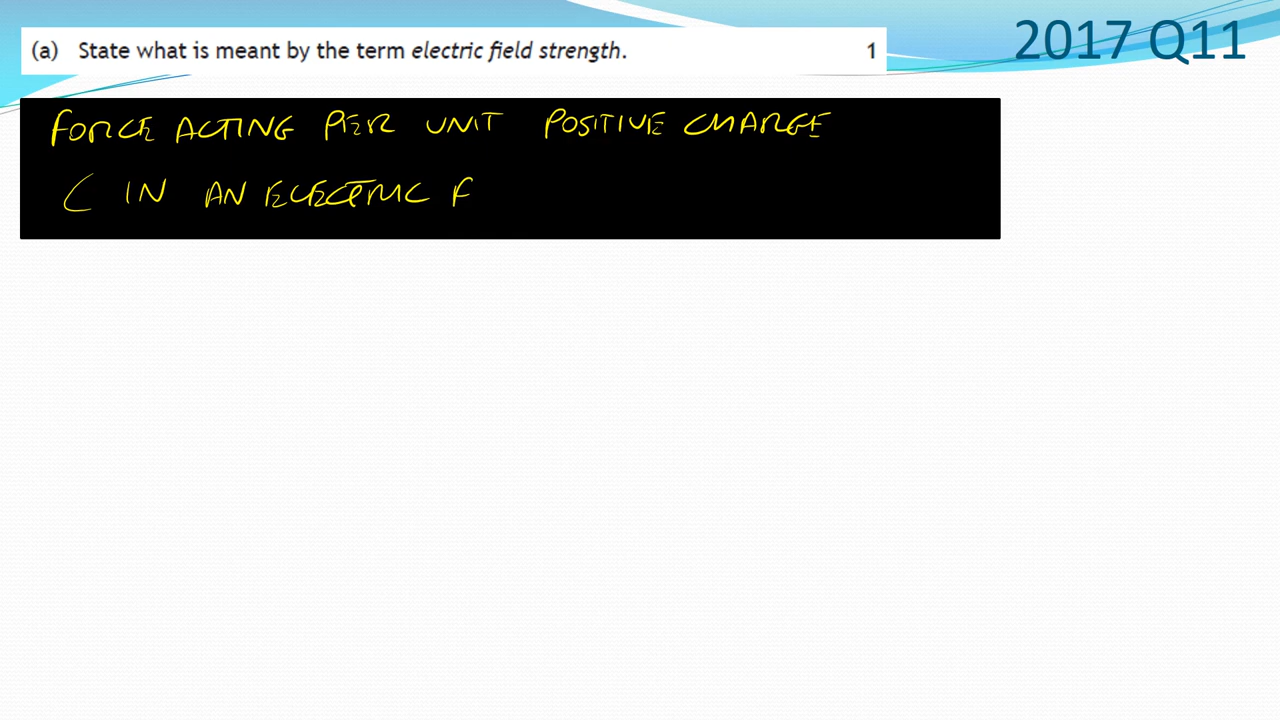 2017 Q11
(a) State what is meant by the term electric field strength. 1
FORCE ACTING PER UNIT POSITIVE CHARGE
( IN AN ELECTRIC F